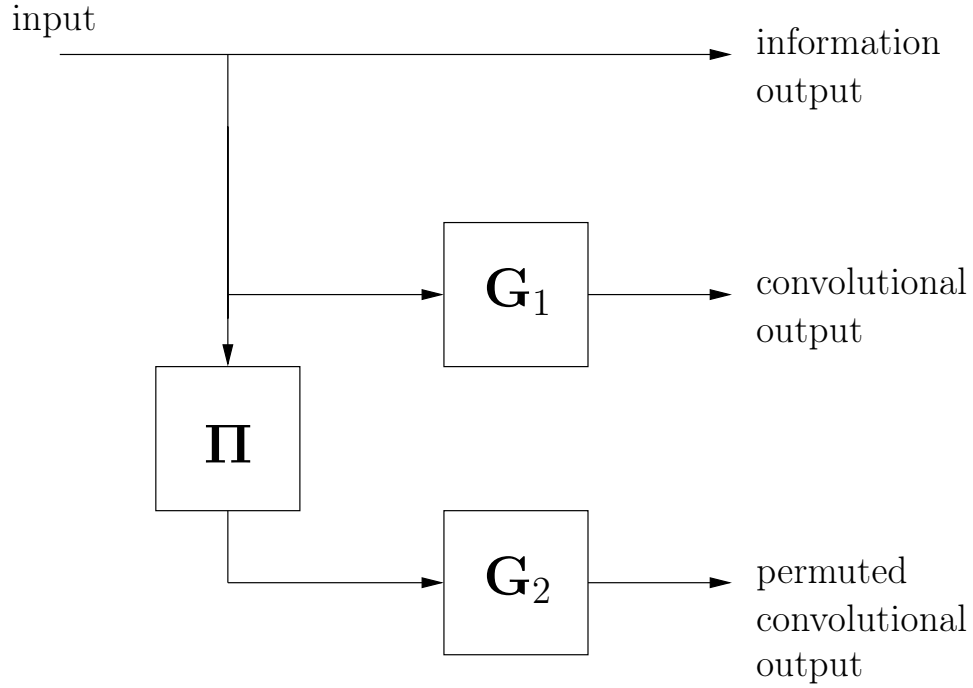 input
information
output
G₁
convolutional
output
Π
G₂
permuted
convolutional
output